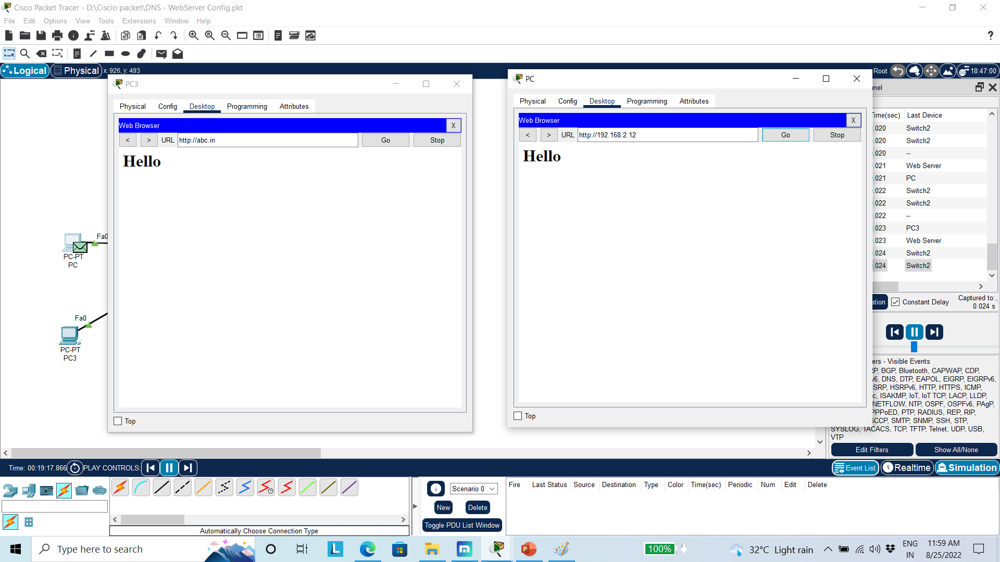 Cisco Packet Tracer - D:\Ciscio packet\DNS - WebServer Config.pkt
File Edit Options View Tools Extensions Window Help
?
Logical Physical x: 926, y: 493
Root 18:47:00
PC3
Physical Config Desktop Programming Attributes
Web Browser X
< > URL http://abc.in Go Stop
Hello
Top
PC
Physical Config Desktop Programming Attributes
Web Browser X
< > URL http://192.168.2.12 Go Stop
Hello
Top
Fa0
PC-PT
PC
Fa0
PC-PT
PC3
nel
Time(sec) Last Device
.020 Switch2
.020 Switch2
.020 --
.021 Web Server
.021 PC
.022 Switch2
.022 Switch2
.022 --
.023 PC3
.023 Web Server
.024 Switch2
.024 Switch2
ation Constant Delay Captured to:
0.024 s
ers - Visible Events
P, BGP, Bluetooth, CAPWAP, CDP,
v6, DNS, DTP, EAPOL, EIGRP, EIGRPv6,
SRP, HSRPv6, HTTP, HTTPS, ICMP,
c, ISAKMP, IoT, IoT TCP, LACP, LLDP,
NETFLOW, NTP, OSPF, OSPFv6, PAgP,
PPPoED, PTP, RADIUS, REP, RIP,
SCCP, SMTP, SNMP, SSH, STP,
SYSLOG, TACACS, TCP, TFTP, Telnet, UDP, USB,
VTP
Edit Filters Show All/None
Time: 00:19:17.866 PLAY CONTROLS:
Event List Realtime Simulation
Scenario 0
New Delete
Toggle PDU List Window
Automatically Choose Connection Type
Fire Last Status Source Destination Type Color Time(sec) Periodic Num Edit Delete
Type here to search
100%
32°C Light rain
ENG
IN
11:59 AM
8/25/2022